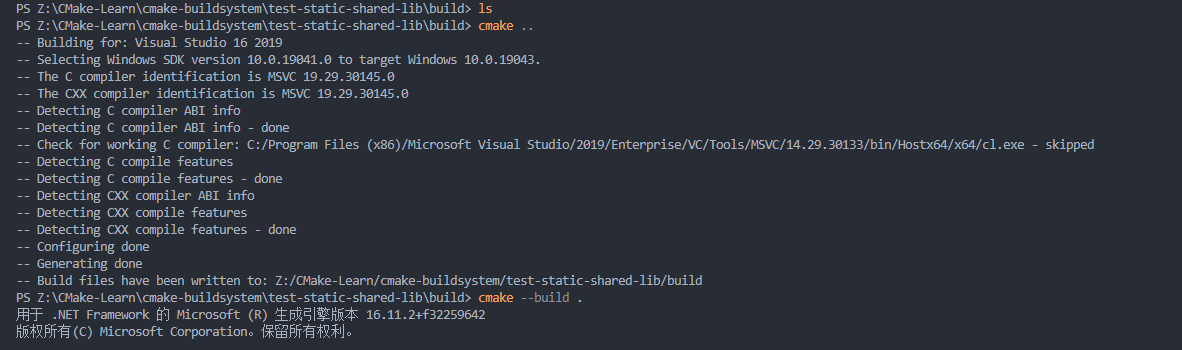 PS Z:\CMake-Learn\cmake-buildsystem\test-static-shared-lib\build> ls
PS Z:\CMake-Learn\cmake-buildsystem\test-static-shared-lib\build> cmake ..
-- Building for: Visual Studio 16 2019
-- Selecting Windows SDK version 10.0.19041.0 to target Windows 10.0.19043.
-- The C compiler identification is MSVC 19.29.30145.0
-- The CXX compiler identification is MSVC 19.29.30145.0
-- Detecting C compiler ABI info
-- Detecting C compiler ABI info - done
-- Check for working C compiler: C:/Program Files (x86)/Microsoft Visual Studio/2019/Enterprise/VC/Tools/MSVC/14.29.30133/bin/Hostx64/x64/cl.exe - skipped
-- Detecting C compile features
-- Detecting C compile features - done
-- Detecting CXX compiler ABI info
-- Detecting CXX compile features
-- Detecting CXX compile features - done
-- Configuring done
-- Generating done
-- Build files have been written to: Z:/CMake-Learn/cmake-buildsystem/test-static-shared-lib/build
PS Z:\CMake-Learn\cmake-buildsystem\test-static-shared-lib\build> cmake --build .
用于 .NET Framework 的 Microsoft (R) 生成引擎版本 16.11.2+f32259642
版权所有(C) Microsoft Corporation。保留所有权利。